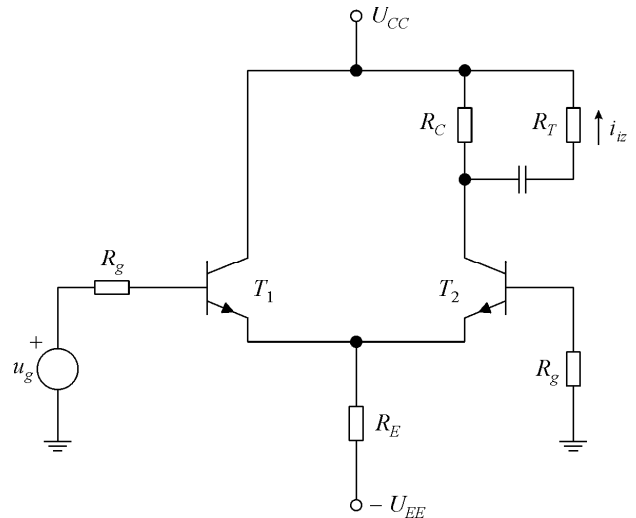 U_CC
R_C
R_T
i_iz
R_g
T_1
T_2
+
u_g
R_g
R_E
– U_EE